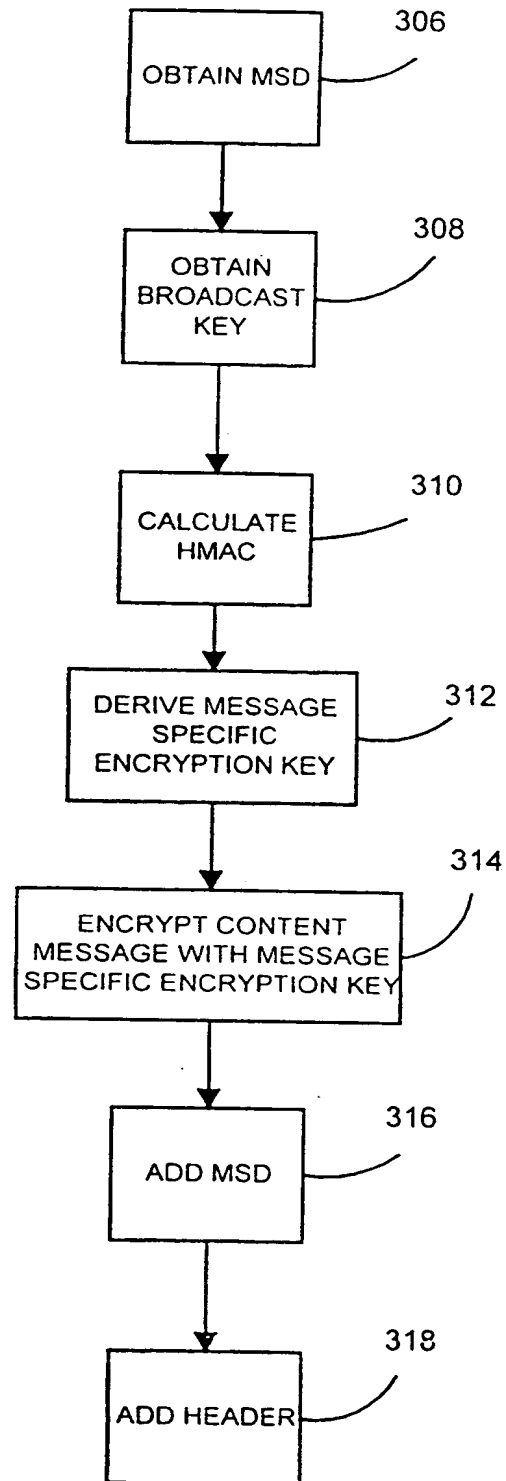 306
OBTAIN MSD
308
OBTAIN
BROADCAST
KEY
310
CALCULATE
HMAC
312
DERIVE MESSAGE
SPECIFIC
ENCRYPTION KEY
314
ENCRYPT CONTENT
MESSAGE WITH MESSAGE
SPECIFIC ENCRYPTION KEY
316
ADD MSD
318
ADD HEADER